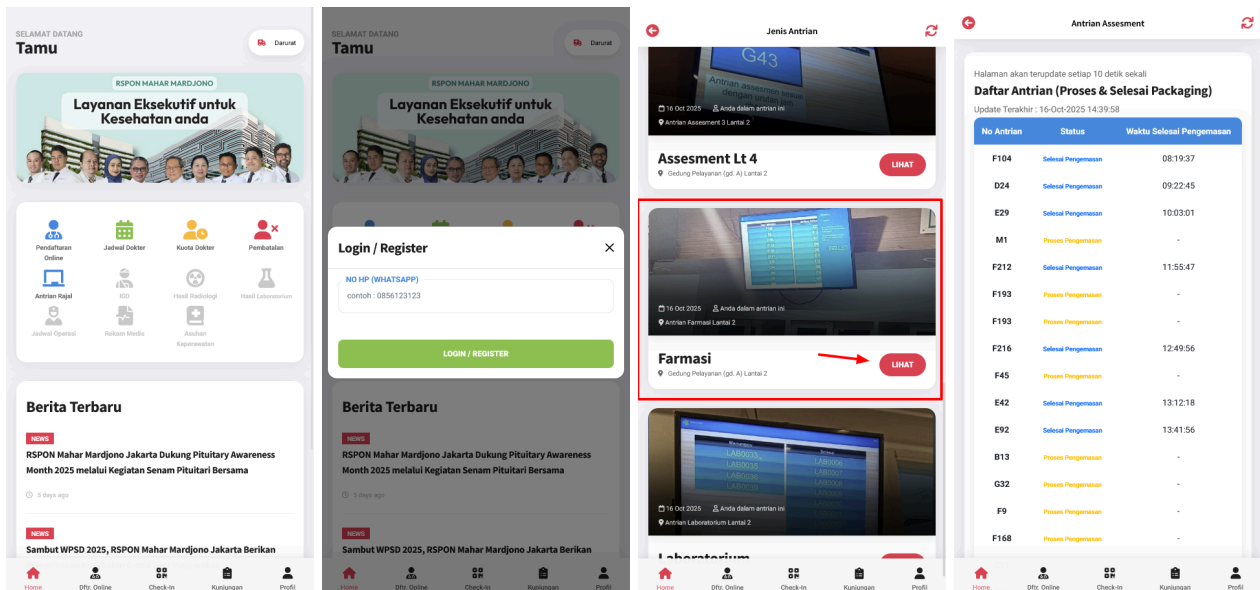 SELAMAT DATANG
Tamu
Darurat
RSPON MAHAR MARDJONO
Layanan Eksekutif untuk
Kesehatan anda
Pendaftaran
Online
Jadwal Dokter
Kuota Dokter
Pembatalan
Antrian Rajal
IGD
Hasil Radiologi
Hasil Laboratorium
Jadwal Operasi
Rekam Medis
Asuhan
Keperawatan
Berita Terbaru
NEWS
RSPON Mahar Mardjono Jakarta Dukung Pituitary Awareness
Month 2025 melalui Kegiatan Senam Pituitari Bersama
5 days ago
NEWS
Sambut WPSD 2025, RSPON Mahar Mardjono Jakarta Berikan
Home
Dftr. Online
Check-In
Kunjungan
Profil
SELAMAT DATANG
Tamu
Darurat
RSPON MAHAR MARDJONO
Layanan Eksekutif untuk
Kesehatan anda
Login / Register
NO HP (WHATSAPP)
contoh : 0856123123
LOGIN / REGISTER
Berita Terbaru
NEWS
RSPON Mahar Mardjono Jakarta Dukung Pituitary Awareness
Month 2025 melalui Kegiatan Senam Pituitari Bersama
5 days ago
NEWS
Sambut WPSD 2025, RSPON Mahar Mardjono Jakarta Berikan
Home
Dftr. Online
Check-In
Kunjungan
Profil
Jenis Antrian
G43
Antrian assesmen sesuai
dengan urutan jam
16 Oct 2025
Anda dalam antrian ini
Antrian Assesment 3 Lantai 2
Assesment Lt 4
Gedung Pelayanan (gd. A) Lantai 2
LIHAT
16 Oct 2025
Anda dalam antrian ini
Antrian Farmasi Lantai 2
Farmasi
Gedung Pelayanan (gd. A) Lantai 2
LIHAT
LAB0033
LAB0035
LAB0036
LAB0006
16 Oct 2025
Anda dalam antrian ini
Antrian Laboratorium Lantai 2
Laboratorium
Home
Dftr. Online
Check-In
Kunjungan
Profil
Antrian Assesment
Halaman akan terupdate setiap 10 detik sekali
Daftar Antrian (Proses & Selesai Packaging)
Update Terakhir : 16-Oct-2025 14:39:58
No Antrian Status Waktu Selesai Pengemasan
F104 Selesai Pengemasan 08:19:37
D24 Selesai Pengemasan 09:22:45
E29 Selesai Pengemasan 10:03:01
M1 Proses Pengemasan -
F212 Selesai Pengemasan 11:55:47
F193 Proses Pengemasan -
F193 Proses Pengemasan -
F216 Selesai Pengemasan 12:49:56
F45 Proses Pengemasan -
E42 Selesai Pengemasan 13:12:18
E92 Selesai Pengemasan 13:41:56
B13 Proses Pengemasan -
G32 Proses Pengemasan -
F9 Proses Pengemasan -
F168 Proses Pengemasan -
Home
Dftr. Online
Check-In
Kunjungan
Profil